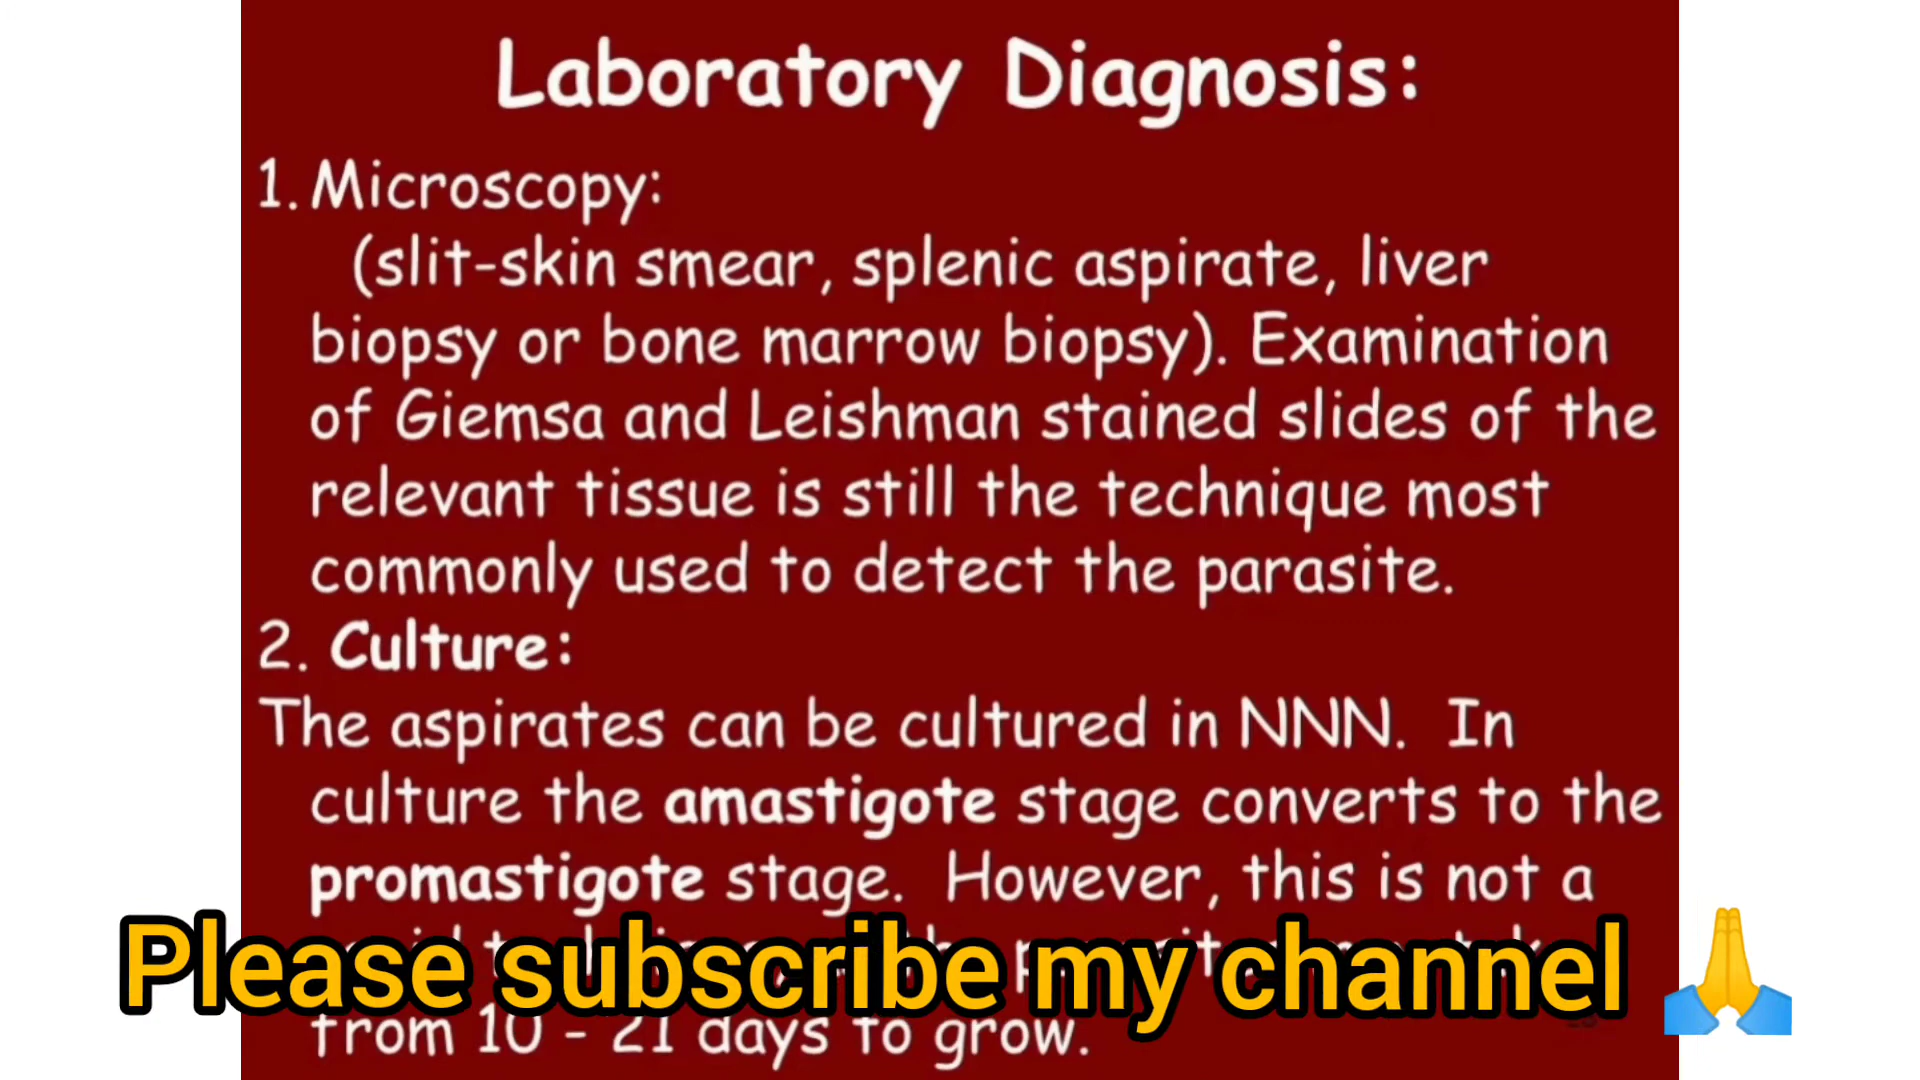 Laboratory Diagnosis:
1. Microscopy:
(slit-skin smear, splenic aspirate, liver
biopsy or bone marrow biopsy). Examination
of Giemsa and Leishman stained slides of the
relevant tissue is still the technique most
commonly used to detect the parasite.
2. Culture:
The aspirates can be cultured in NNN. In
culture the amastigote stage converts to the
promastigote stage. However, this is not a
Please subscribe my channel 🙏
from 10 - 21 days to grow.